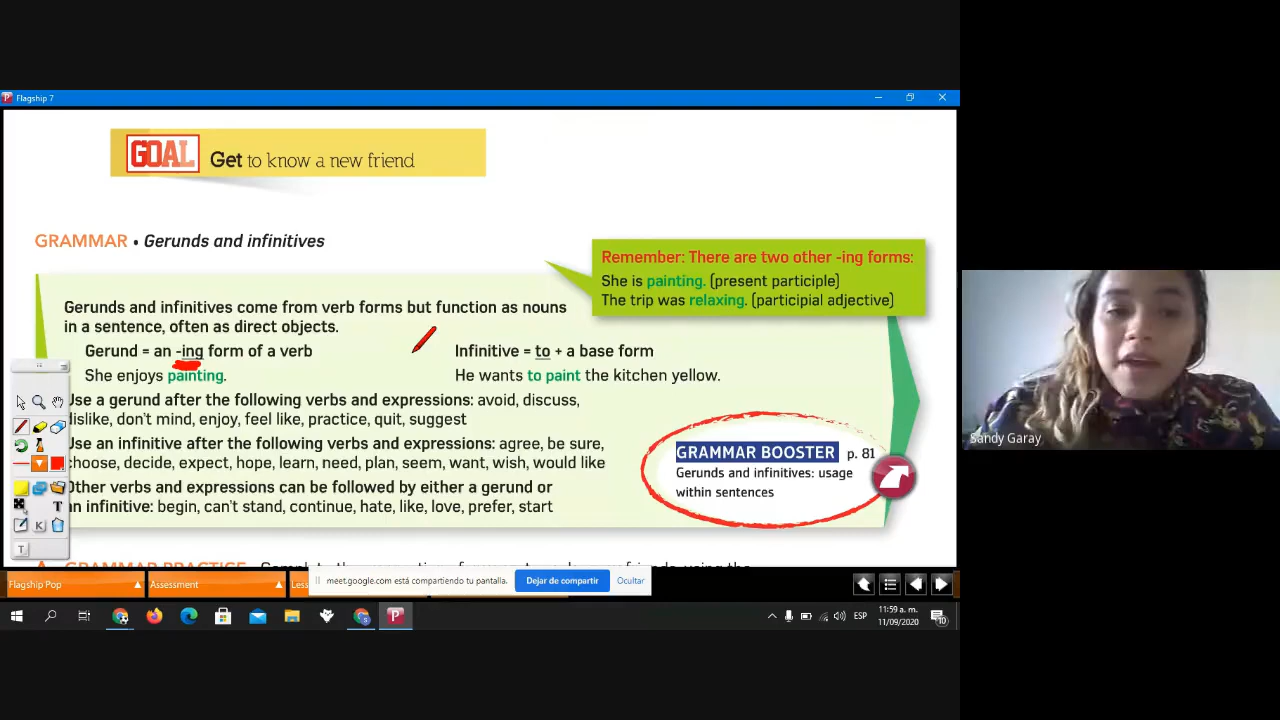 Flagship 7
GOAL Get to know a new friend
GRAMMAR • Gerunds and infinitives
Remember: There are two other -ing forms:
She is painting. (present participle)
The trip was relaxing. (participial adjective)
Gerunds and infinitives come from verb forms but function as nouns
in a sentence, often as direct objects.
Gerund = an -ing form of a verb
She enjoys painting.
Infinitive = to + a base form
He wants to paint the kitchen yellow.
Use a gerund after the following verbs and expressions: avoid, discuss,
dislike, don't mind, enjoy, feel like, practice, quit, suggest
Use an infinitive after the following verbs and expressions: agree, be sure,
choose, decide, expect, hope, learn, need, plan, seem, want, wish, would like
Other verbs and expressions can be followed by either a gerund or
an infinitive: begin, can't stand, continue, hate, like, love, prefer, start
GRAMMAR BOOSTER p. 81
Gerunds and infinitives: usage
within sentences
Sandy Garay
T
K
T
Flagship Pop
Assessment
meet.google.com está compartiendo tu pantalla.
Dejar de compartir
Ocultar
ESP
11:59 a. m.
11/09/2020
10